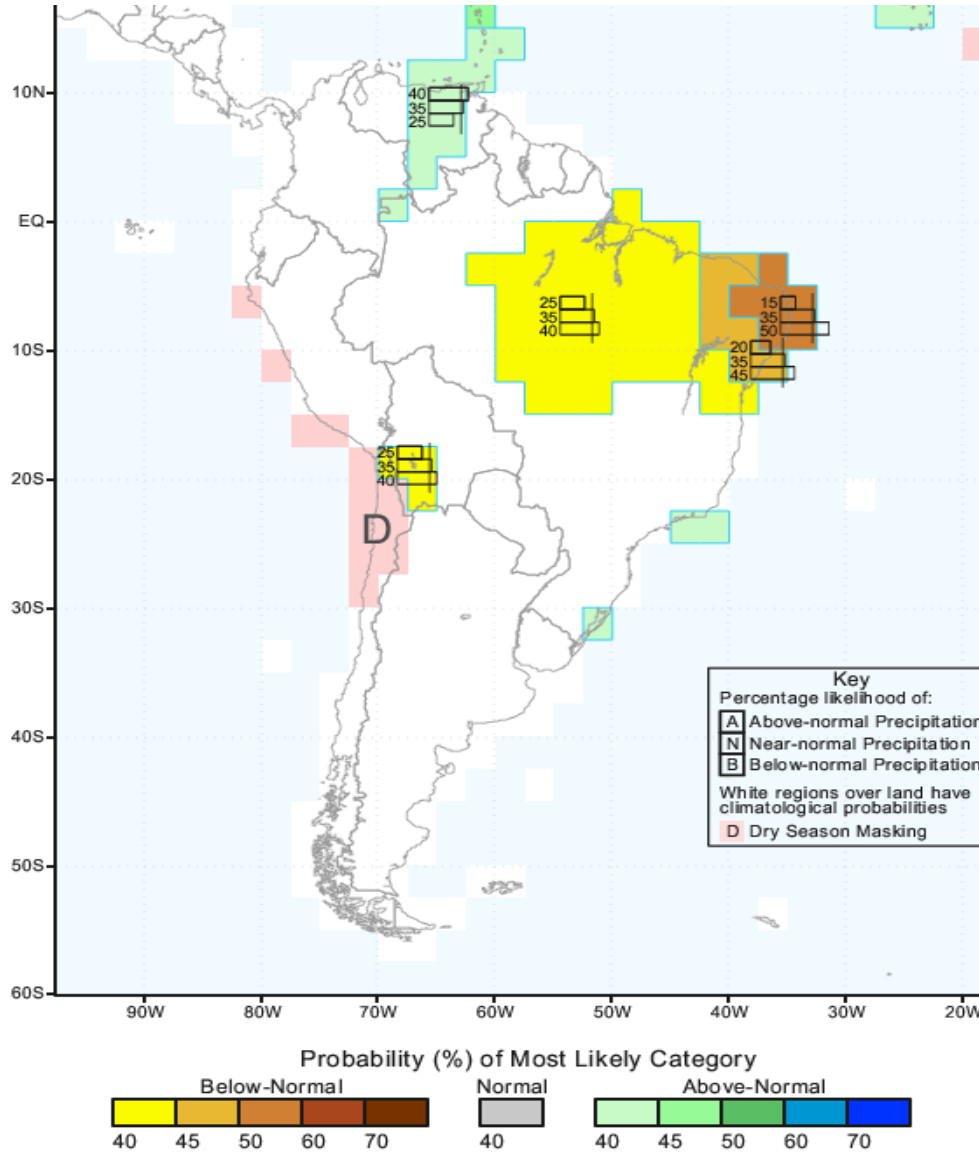 10N
EQ
10S
20S
30S
40S
50S
60S
90W
80W
70W
60W
50W
40W
30W
20W
40
35
25
25
35
40
15
35
50
20
35
45
25
35
40
D
Key
Percentage likelihood of:
A Above-normal Precipitation
N Near-normal Precipitation
B Below-normal Precipitation
White regions over land have
climatological probabilities
D Dry Season Masking
Probability (%) of Most Likely Category
Below-Normal Normal Above-Normal
40 45 50 60 70 40 40 45 50 60 70